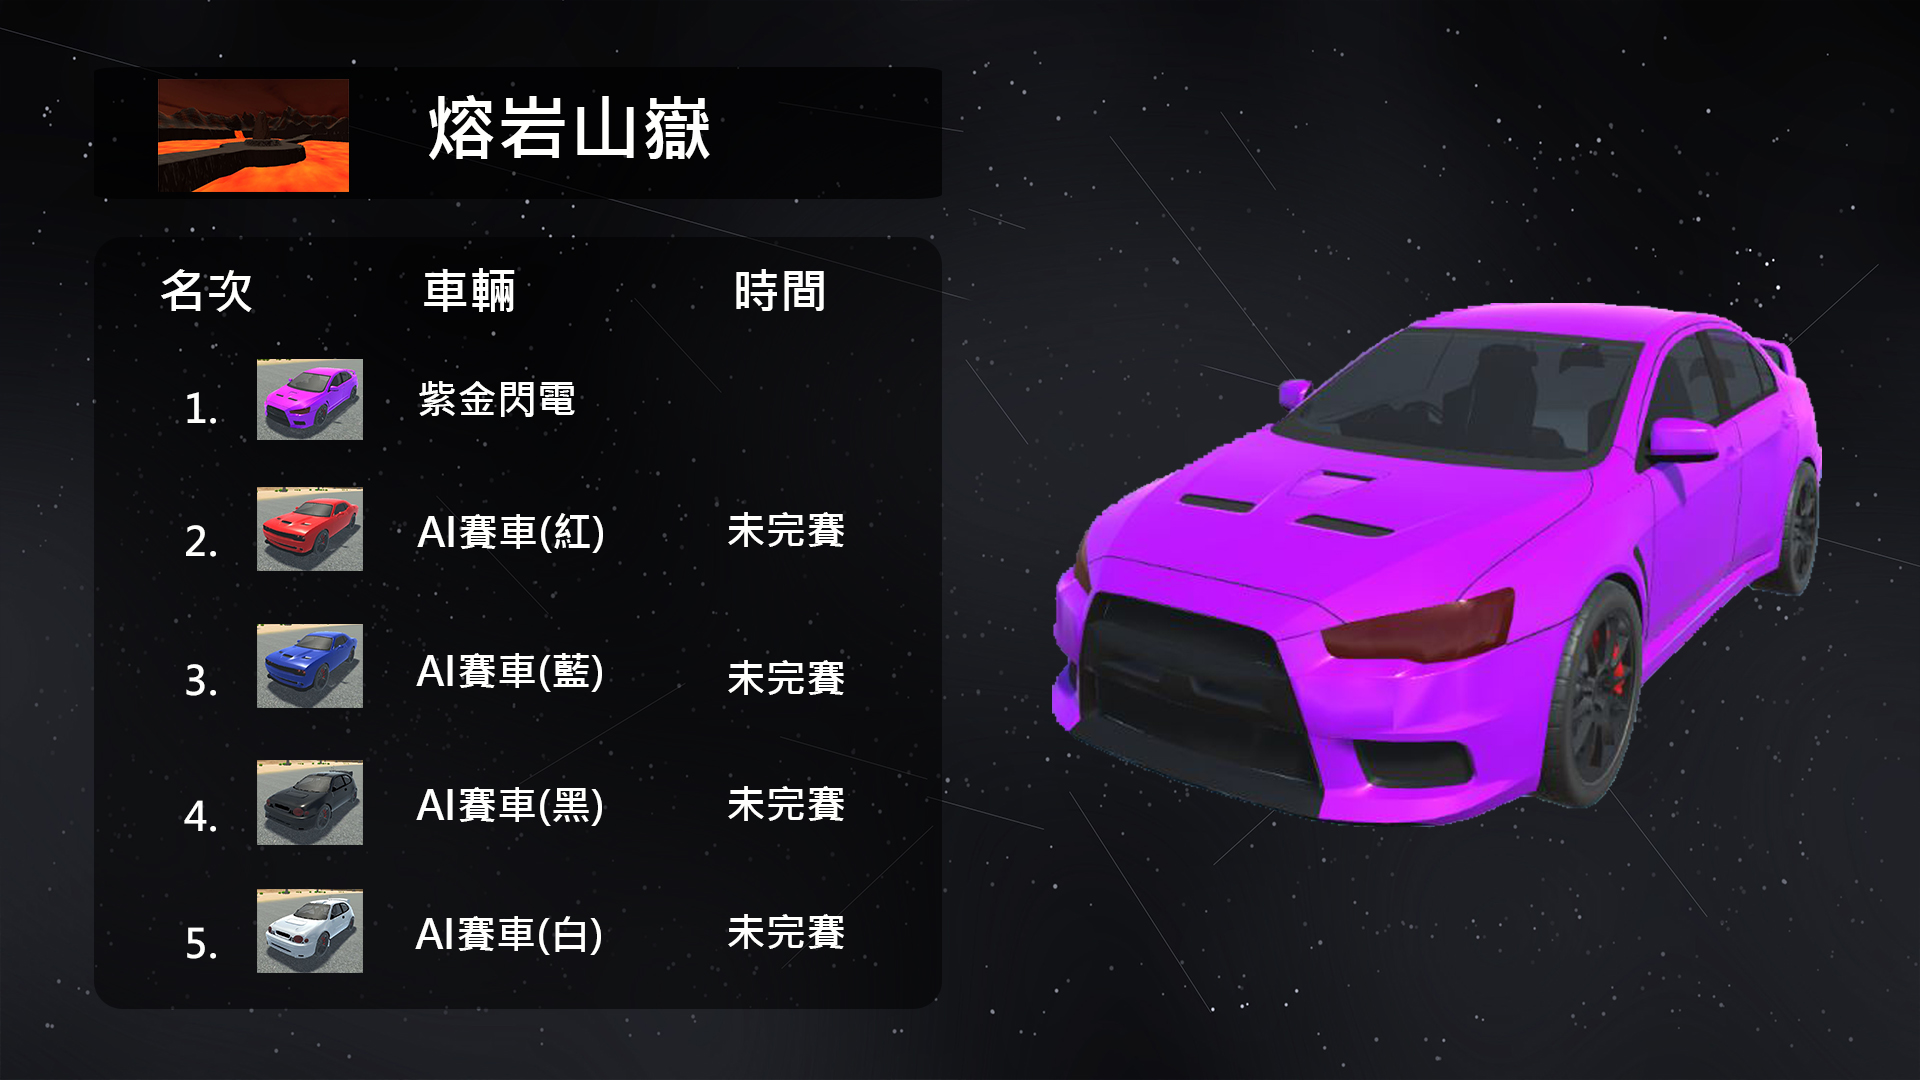 熔岩山嶽
名次 車輛 時間
1. 紫金閃電
2. AI賽車(紅) 未完賽
3. AI賽車(藍) 未完賽
4. AI賽車(黑) 未完賽
5. AI賽車(白) 未完賽